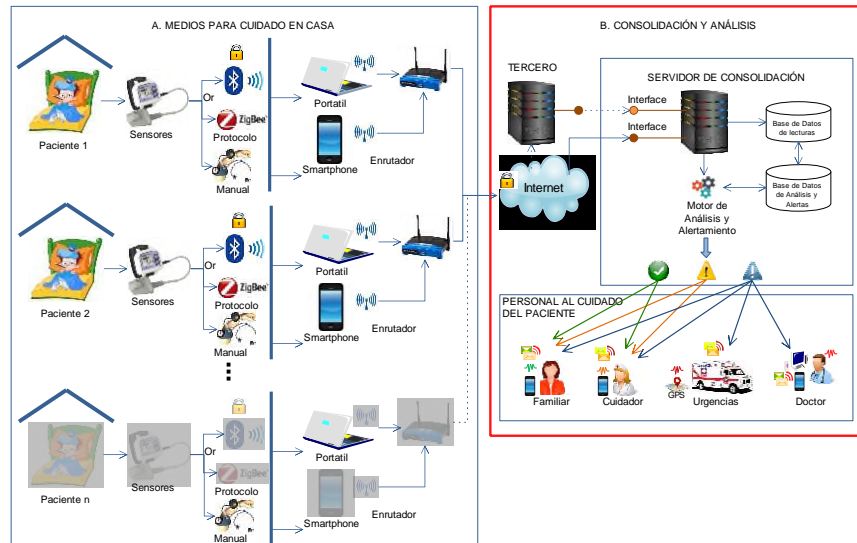 A. MEDIOS PARA CUIDADO EN CASA
Paciente 1
Sensores
Or
ZigBee
Protocolo
Manual
Portatil
Smartphone
Enrutador
Paciente 2
Sensores
Or
ZigBee
Protocolo
Manual
Portatil
Smartphone
Enrutador
Paciente n
Sensores
Or
ZigBee
Protocolo
Manual
Portatil
Smartphone
Enrutador
B. CONSOLIDACIÓN Y ANÁLISIS
TERCERO
SERVIDOR DE CONSOLIDACIÓN
Interface
Interface
Internet
Base de Datos
de lecturas
Base de Datos
de Análisis y
Alertas
Motor de
Análisis y
Alertamiento
PERSONAL AL CUIDADO
DEL PACIENTE
Familiar
Cuidador
GPS
Urgencias
Doctor